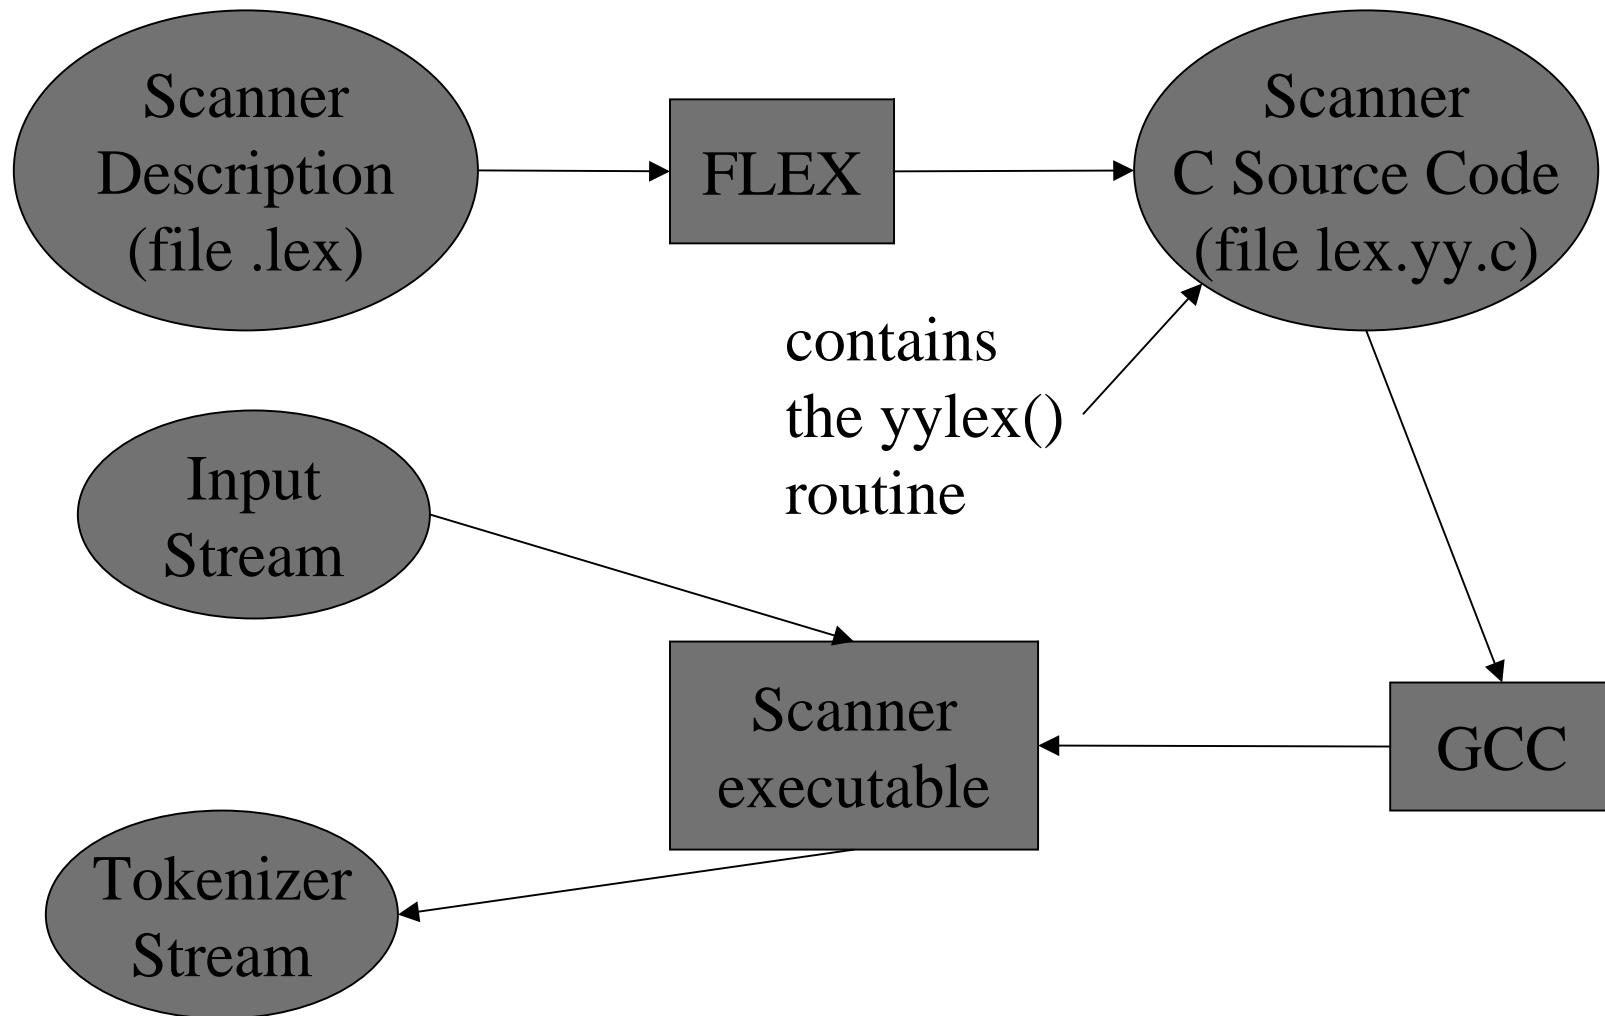 Scanner
Description
(file .lex)
FLEX
Scanner
C Source Code
(file lex.yy.c)
contains
the yylex()
routine
Input
Stream
Scanner
executable
GCC
Tokenizer
Stream